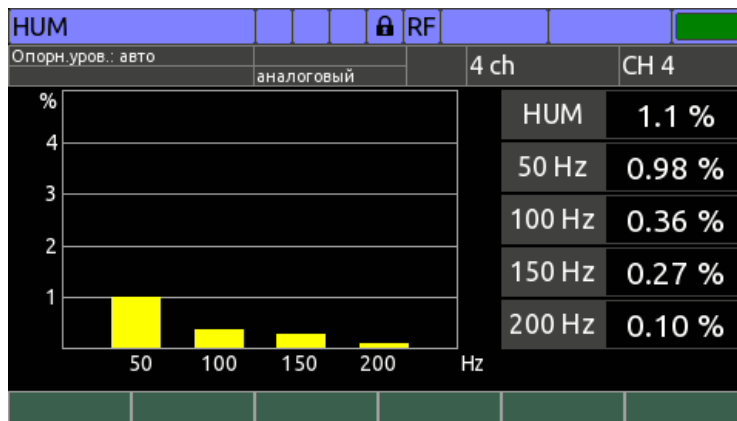 HUM RF
Опорн.уров.: авто
аналоговый
4 ch CH 4
%
4
3
2
1
50 100 150 200 Hz
HUM 1.1 %
50 Hz 0.98 %
100 Hz 0.36 %
150 Hz 0.27 %
200 Hz 0.10 %